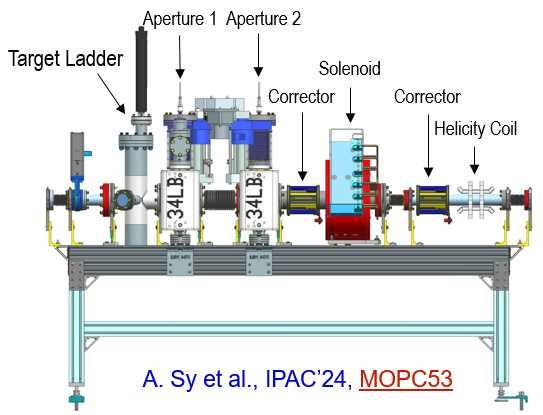 Aperture 1 Aperture 2
Target Ladder
Solenoid
Corrector
Corrector
Helicity Coil
34LB
34LB
A. Sy et al., IPAC’24, MOPC53